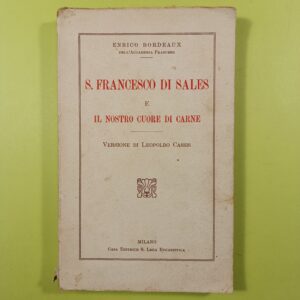 ENRICO BORDEAUX
DELL'ACCADEMIA FRANCESE
S. FRANCESCO DI SALES
E
IL NOSTRO CUORE DI CARNE
VERSIONE DI LEOPOLDO CASSIS
MILANO
CASA EDITRICE S. LEGA EUCARISTICA